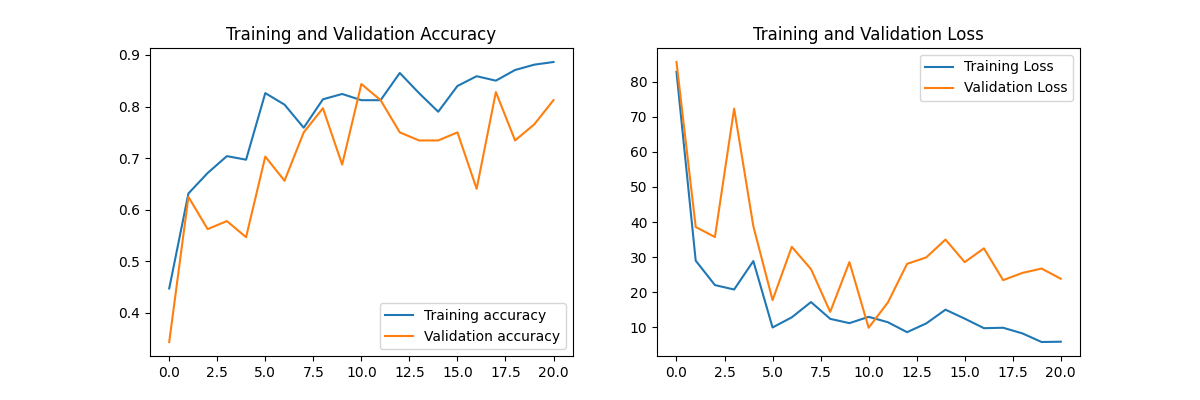 Training and Validation Accuracy
0.9
0.8
0.7
0.6
0.5
0.4
Training accuracy
Validation accuracy
0.0 2.5 5.0 7.5 10.0 12.5 15.0 17.5 20.0
Training and Validation Loss
Training Loss
Validation Loss
80
70
60
50
40
30
20
10
0.0 2.5 5.0 7.5 10.0 12.5 15.0 17.5 20.0